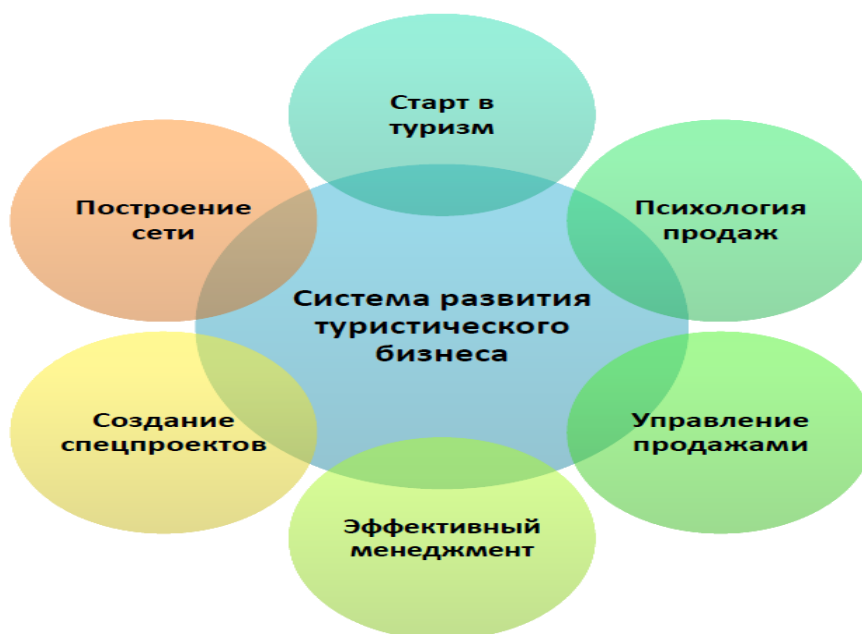 Старт в
туризм
Построение
сети
Психология
продаж
Система развития
туристического
бизнеса
Создание
спецпроектов
Управление
продажами
Эффективный
менеджмент